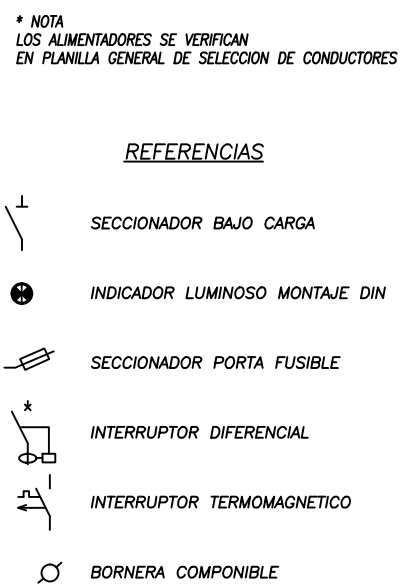 * NOTA
LOS ALIMENTADORES SE VERIFICAN
EN PLANILLA GENERAL DE SELECCION DE CONDUCTORES
REFERENCIAS
SECCIONADOR BAJO CARGA
INDICADOR LUMINOSO MONTAJE DIN
SECCIONADOR PORTA FUSIBLE
INTERRUPTOR DIFERENCIAL
INTERRUPTOR TERMOMAGNETICO
BORNERA COMPONIBLE